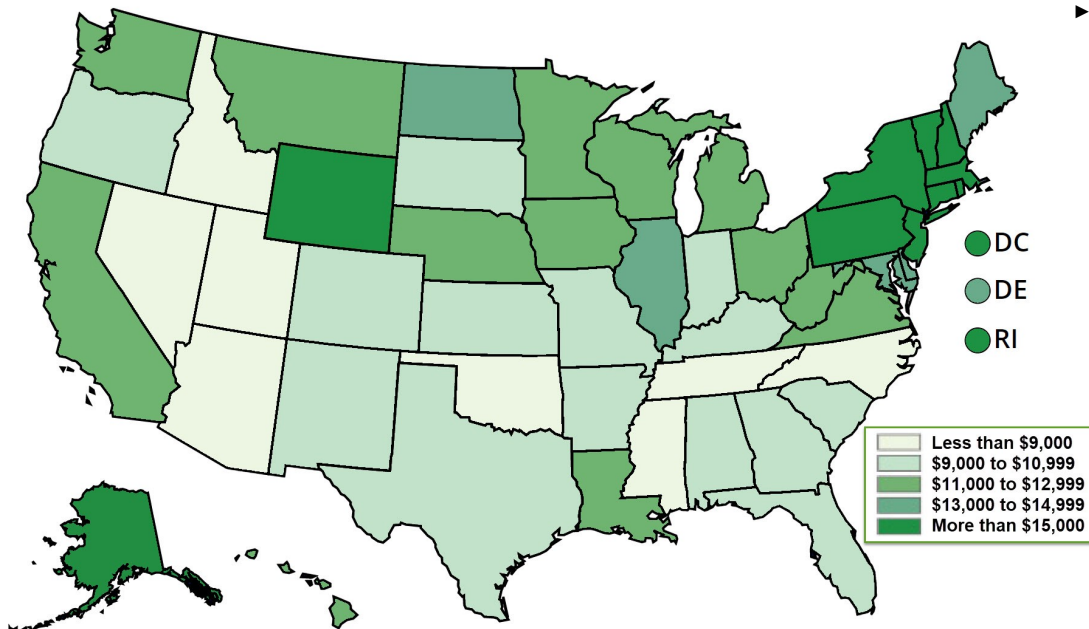 DC
DE
RI
Less than $9,000
$9,000 to $10,999
$11,000 to $12,999
$13,000 to $14,999
More than $15,000